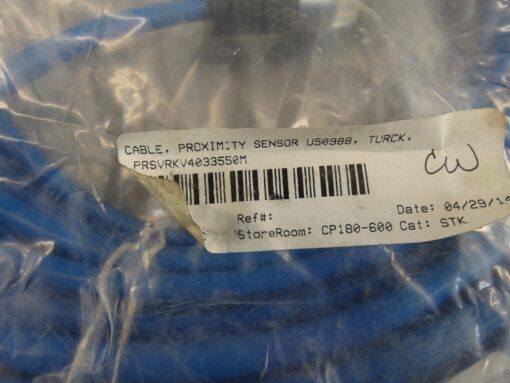 CABLE, PROXIMITY SENSOR U50988, TURCK,
PRSVRKV4033550M
CW
Ref#:
Date: 04/29/1
StoreRoom: CP180-600 Cat: STK